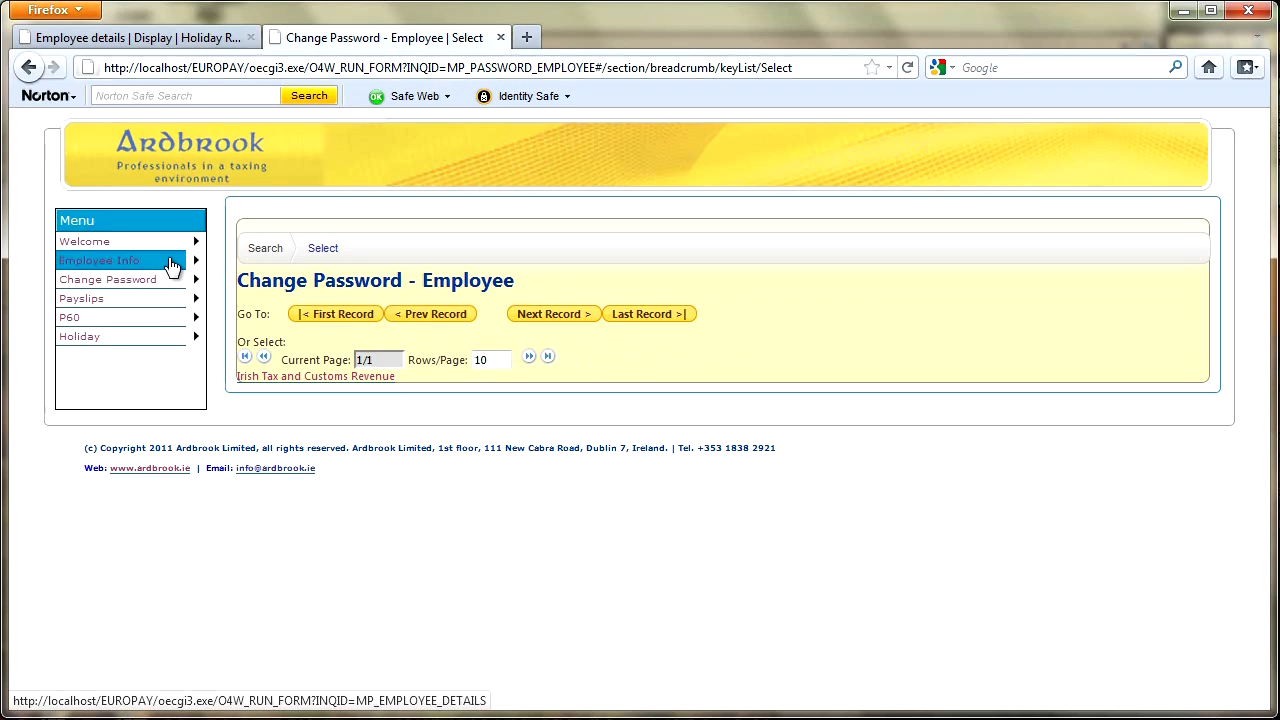 Firefox
Employee details | Display | Holiday R...
Change Password - Employee | Select
http://localhost/EUROPAY/oecgi3.exe/O4W_RUN_FORM?INQID=MP_PASSWORD_EMPLOYEE#/section/breadcrumb/keyList/Select
Google
Norton
Norton Safe Search
Search
OK
Safe Web
Identity Safe
Ardbrook
Professionals in a taxing
environment
Menu
Welcome
Employee Info
Change Password
Payslips
P60
Holiday
Search
Select
Change Password - Employee
Go To:
|< First Record
< Prev Record
Next Record >
Last Record >|
Or Select:
Current Page: 1/1 Rows/Page: 10
Irish Tax and Customs Revenue
(c) Copyright 2011 Ardbrook Limited, all rights reserved. Ardbrook Limited, 1st floor, 111 New Cabra Road, Dublin 7, Ireland. | Tel. +353 1838 2921
Web: www.ardbrook.ie | Email: info@ardbrook.ie
http://localhost/EUROPAY/oecgi3.exe/O4W_RUN_FORM?INQID=MP_EMPLOYEE_DETAILS